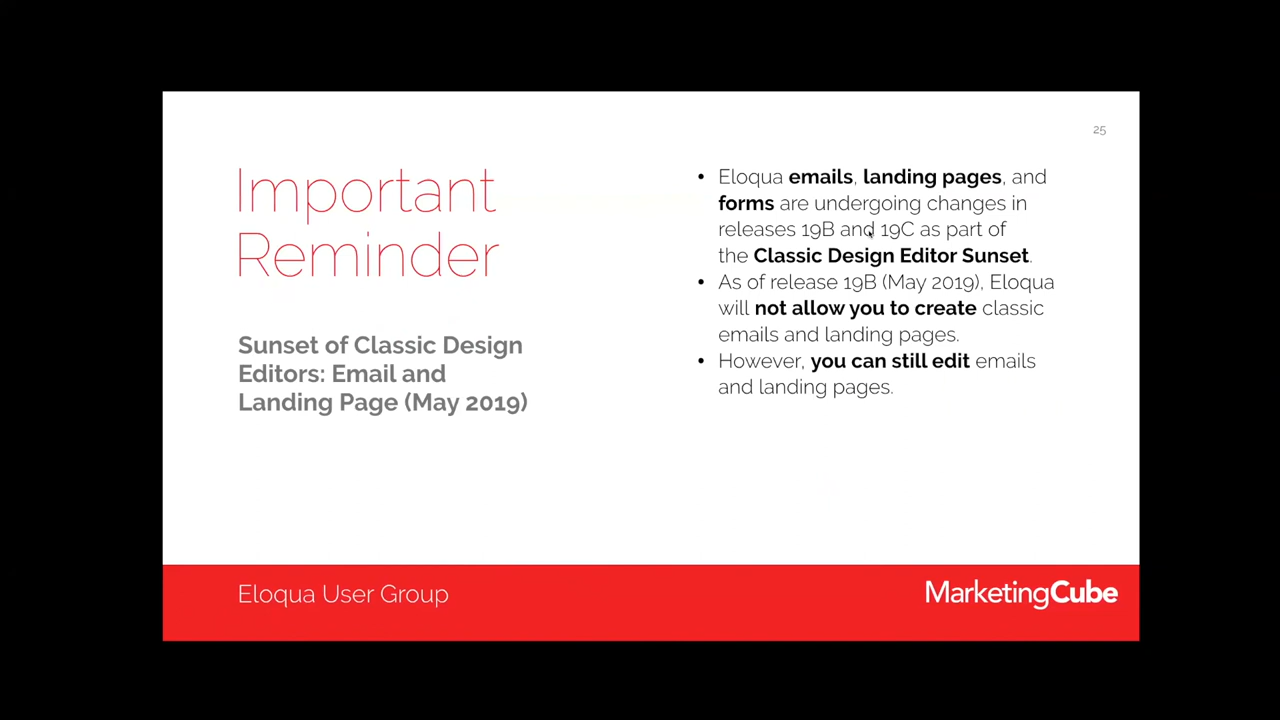 25
Important
Reminder
Sunset of Classic Design
Editors: Email and
Landing Page (May 2019)
• Eloqua emails, landing pages, and
forms are undergoing changes in
releases 19B and 19C as part of
the Classic Design Editor Sunset.
• As of release 19B (May 2019), Eloqua
will not allow you to create classic
emails and landing pages.
• However, you can still edit emails
and landing pages.
Eloqua User Group
MarketingCube